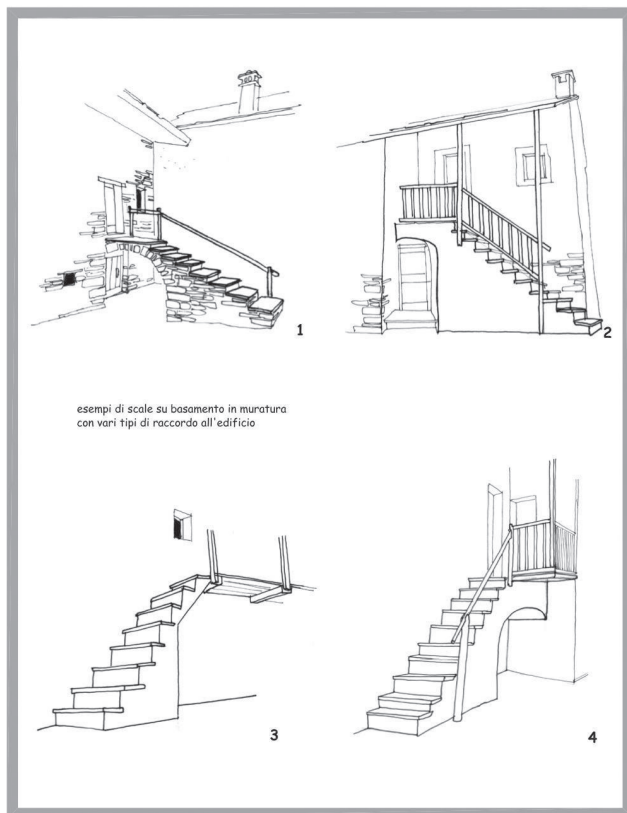 1
2
esempi di scale su basamento in muratura
con vari tipi di raccordo all'edificio
3
4